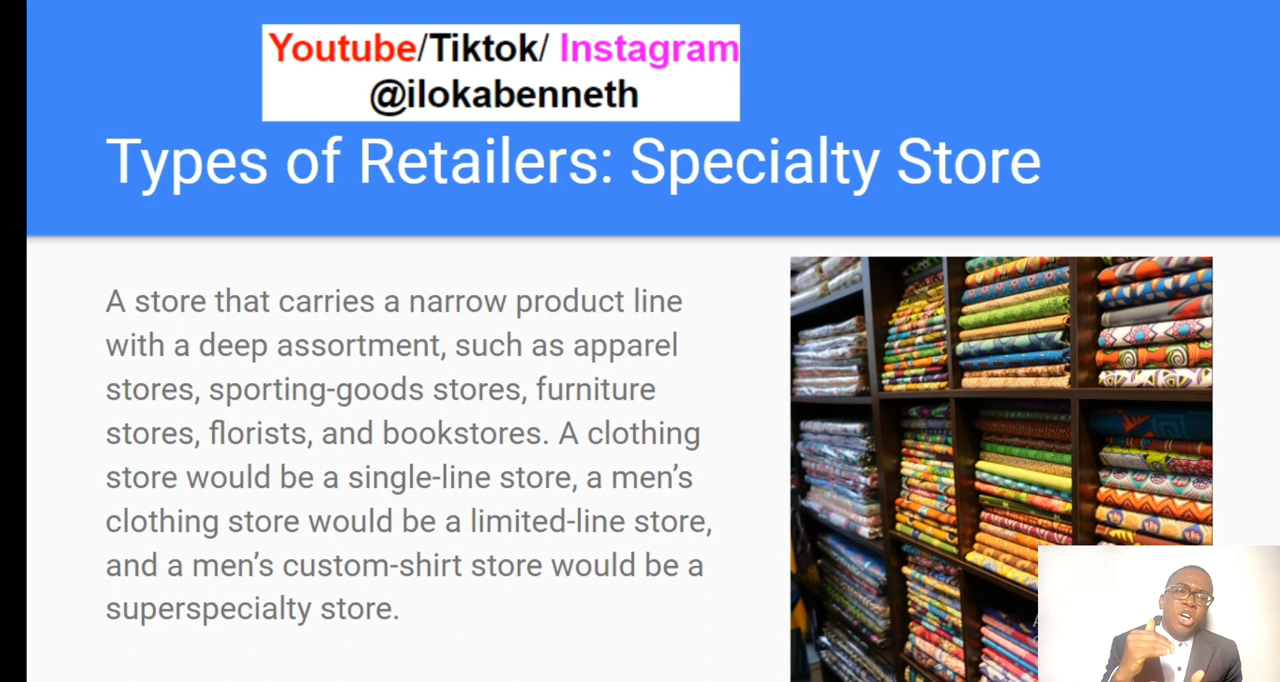 Youtube/Tiktok/ Instagram
@ilokabenneth
Types of Retailers: Specialty Store
A store that carries a narrow product line
with a deep assortment, such as apparel
stores, sporting-goods stores, furniture
stores, florists, and bookstores. A clothing
store would be a single-line store, a men’s
clothing store would be a limited-line store,
and a men’s custom-shirt store would be a
superspecialty store.